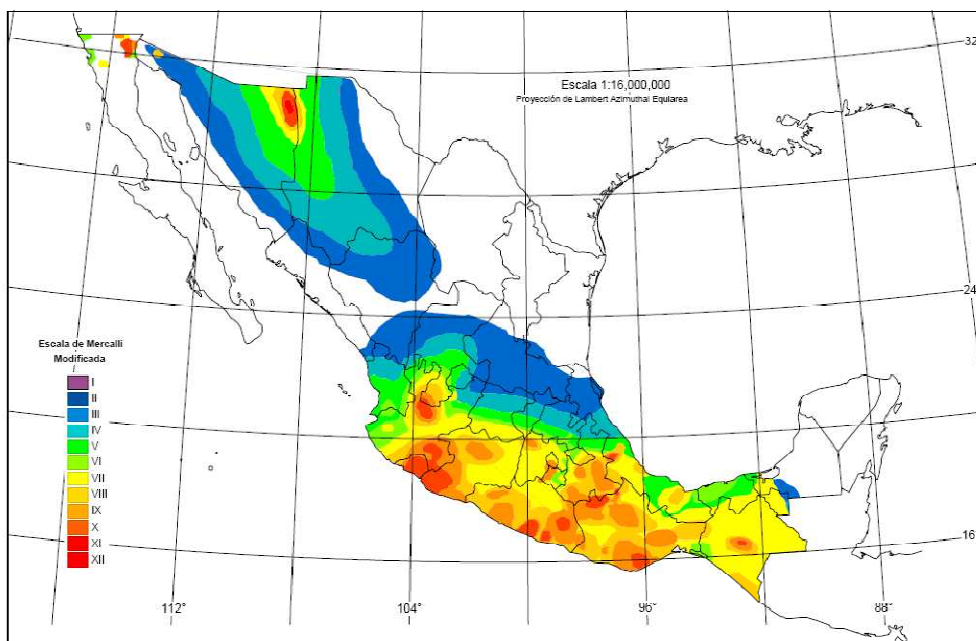 Escala 1:16,000,000
Proyección de Lambert Azimuthal Equiarea
32
24
16
Escala de Mercalli
Modificada
I
II
III
IV
V
VI
VII
VIII
IX
X
XI
XII
112°
104°
96°
88°